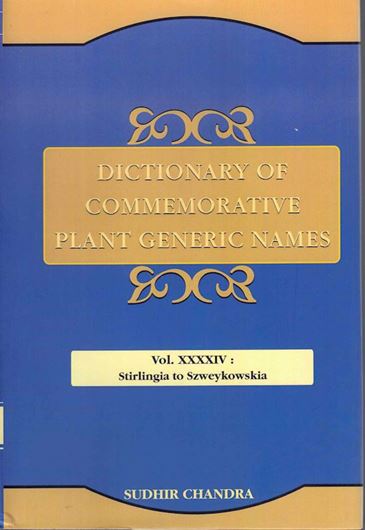 DICTIONARY OF
COMMEMORATIVE
PLANT GENERIC NAMES
Vol. XXXXIV :
Stirlingia to Szweykowskia
SUDHIR CHANDRA